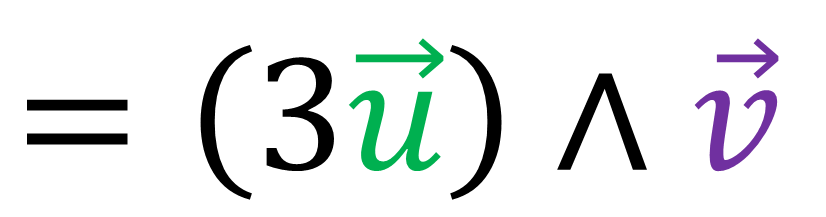 = (3u⃗) ∧ v⃗